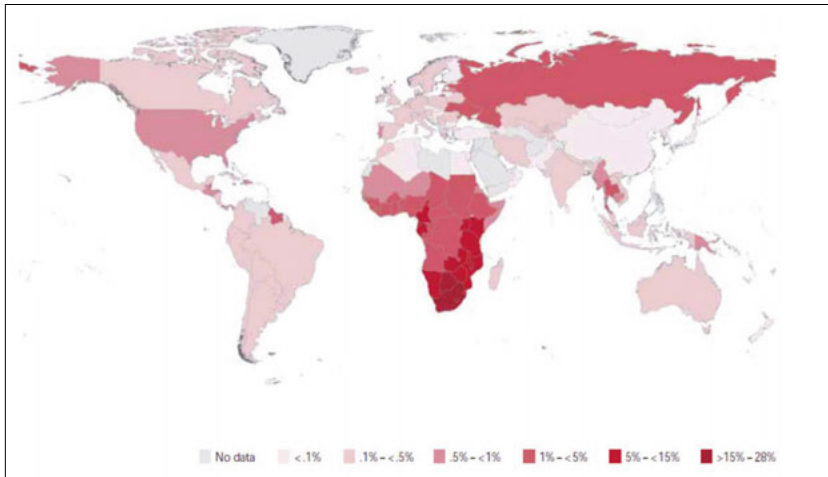 No data < .1% .1% – < .5% .5% – <1% 1% – <5% 5% – <15% >15% – 28%